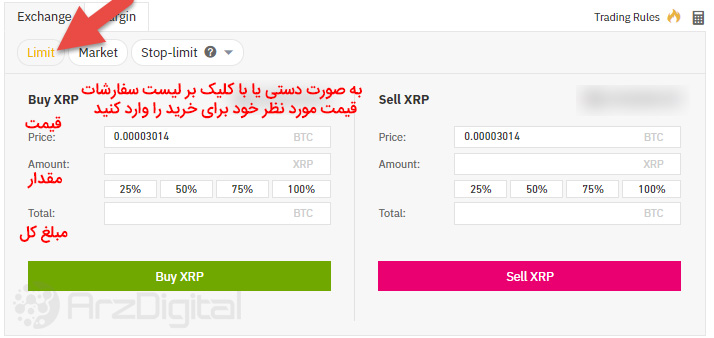 Exchange Margin Trading Rules
Limit Market Stop-limit ?
به صورت دستی یا با کلیک بر لیست سفارشات
قیمت مورد نظر خود برای خرید را وارد کنید
Buy XRP
قیمت
Price: 0.00003014 BTC
Amount: XRP
مقدار
25% 50% 75% 100%
Total: BTC
مبلغ کل
Buy XRP
Sell XRP
Price: 0.00003014 BTC
Amount: XRP
25% 50% 75% 100%
Total: BTC
Sell XRP
ArzDigital